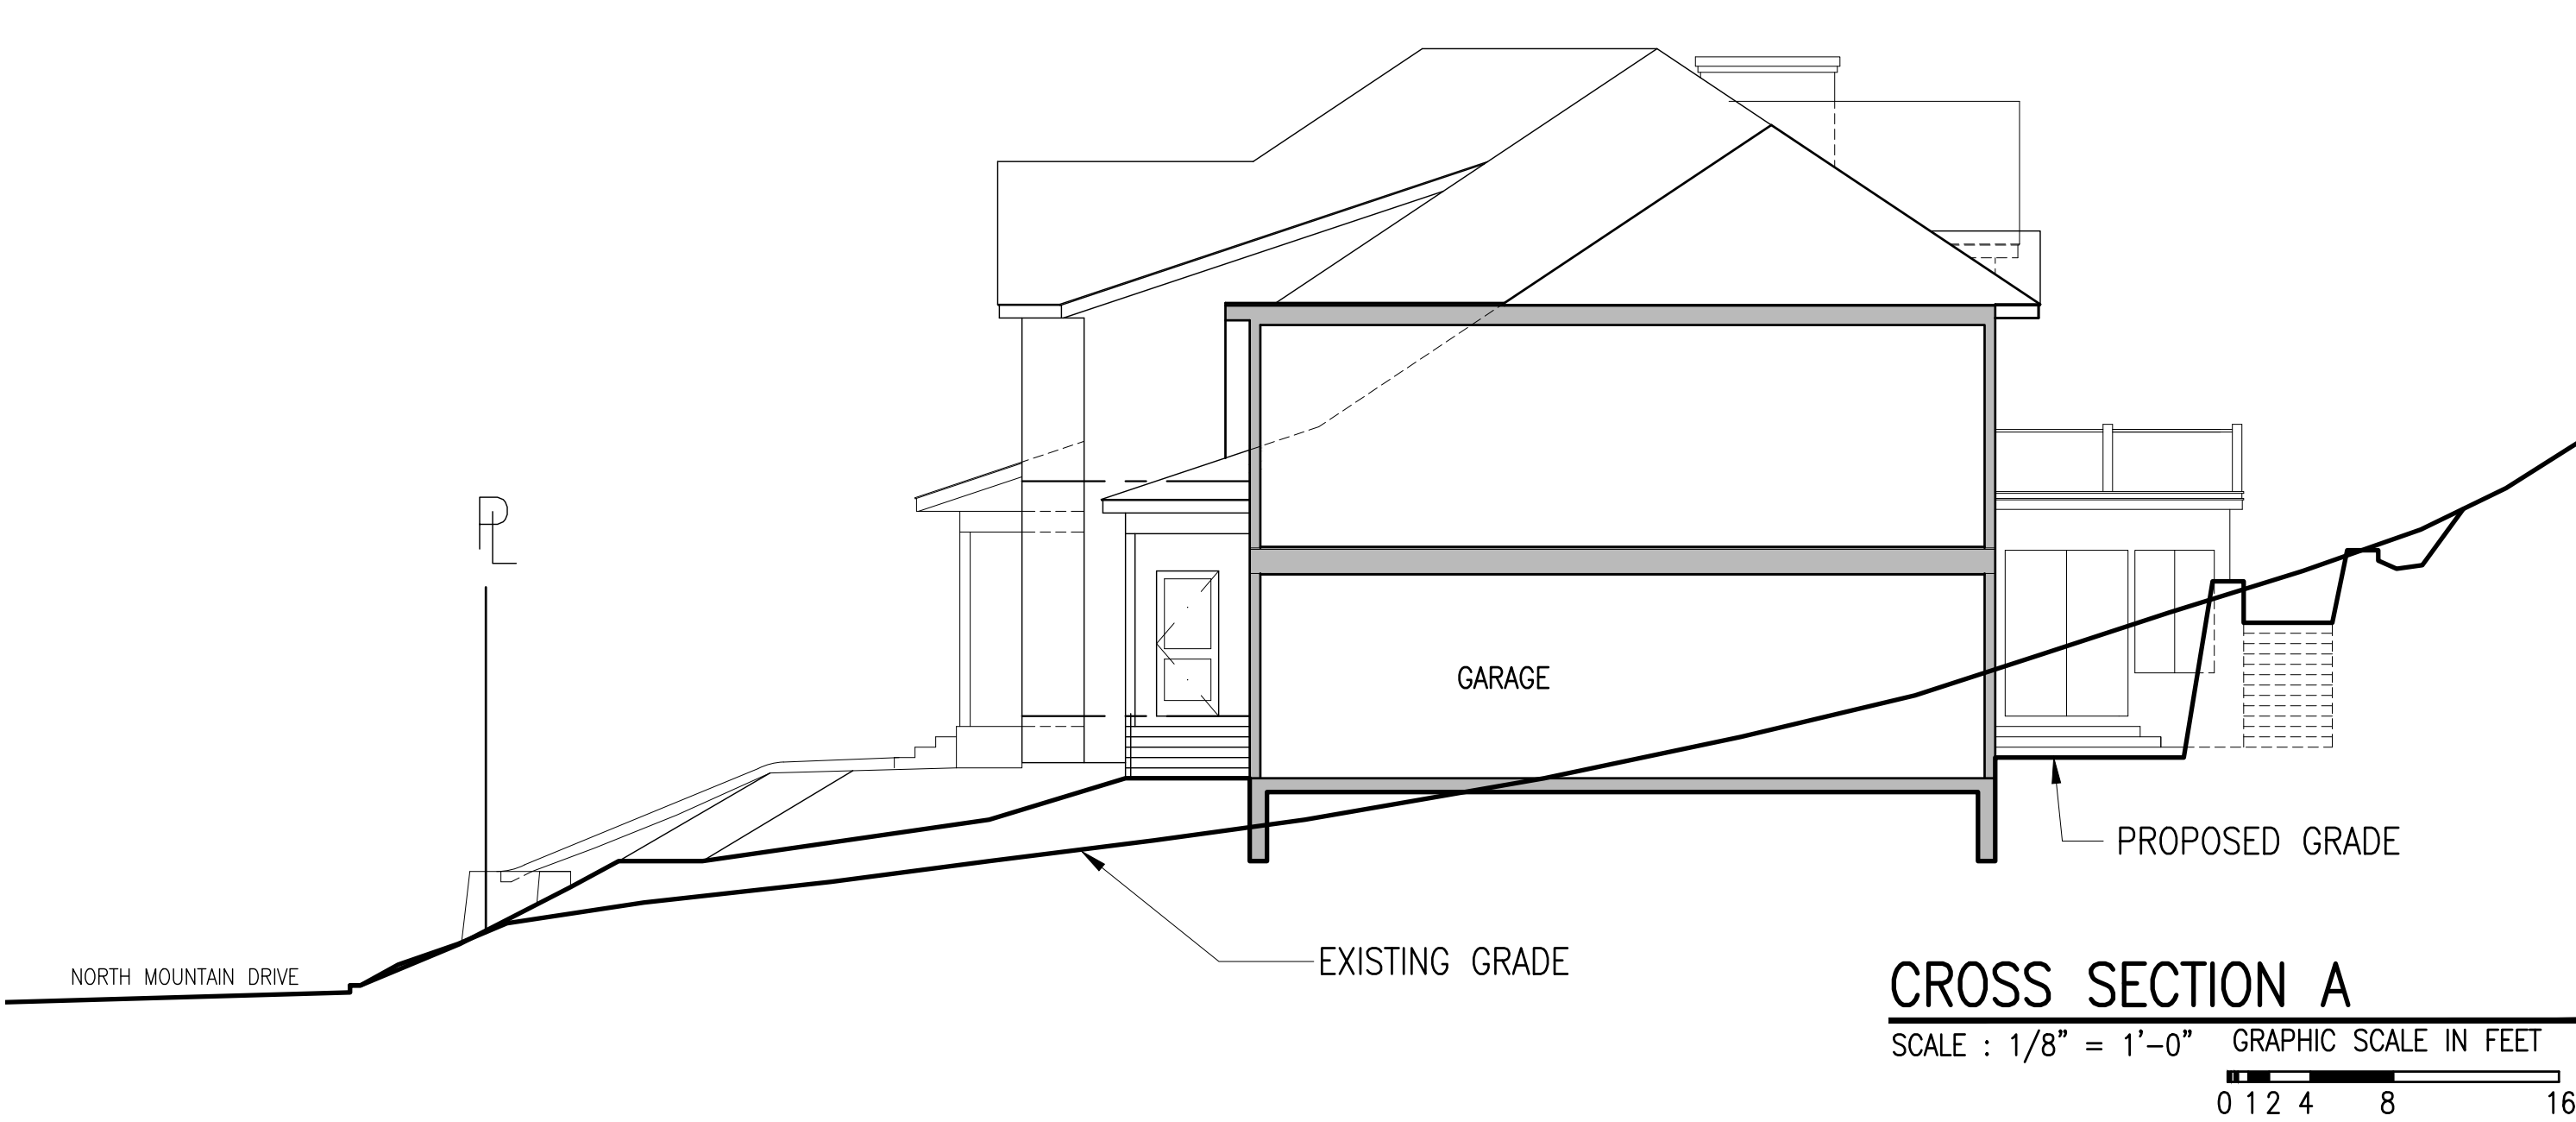 PL
GARAGE
PROPOSED GRADE
EXISTING GRADE
NORTH MOUNTAIN DRIVE
CROSS SECTION A
SCALE : 1/8" = 1'-0"
GRAPHIC SCALE IN FEET
0 1 2 4 8 16